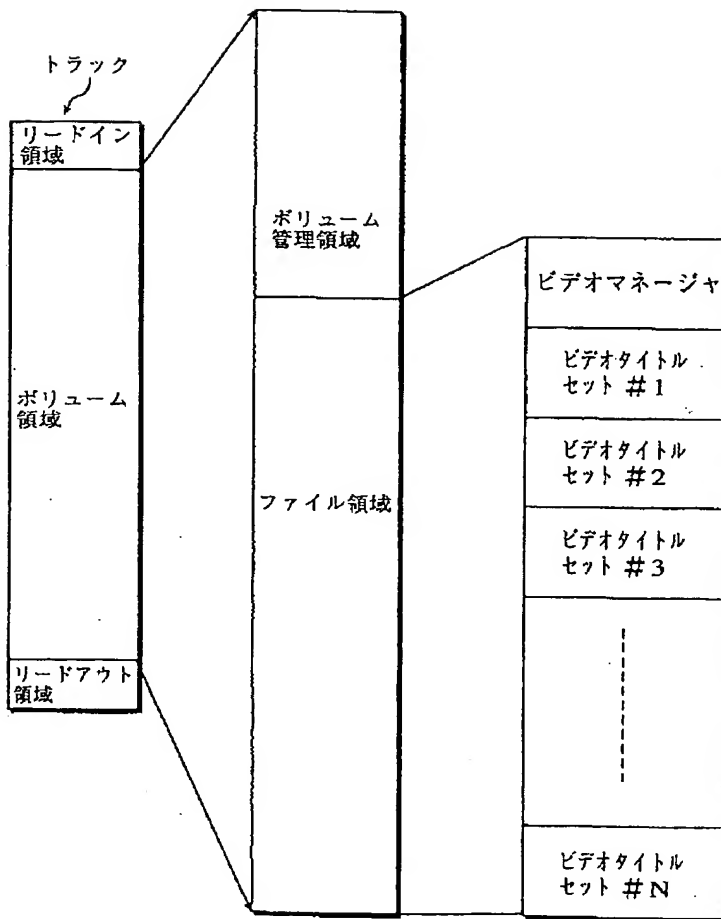 トラック
リードイン
領域
ボリューム
領域
リードアウト
領域
ボリューム
管理領域
ファイル領域
ビデオマネージャ
ビデオタイトル
セット #1
ビデオタイトル
セット #2
ビデオタイトル
セット #3
ビデオタイトル
セット #N